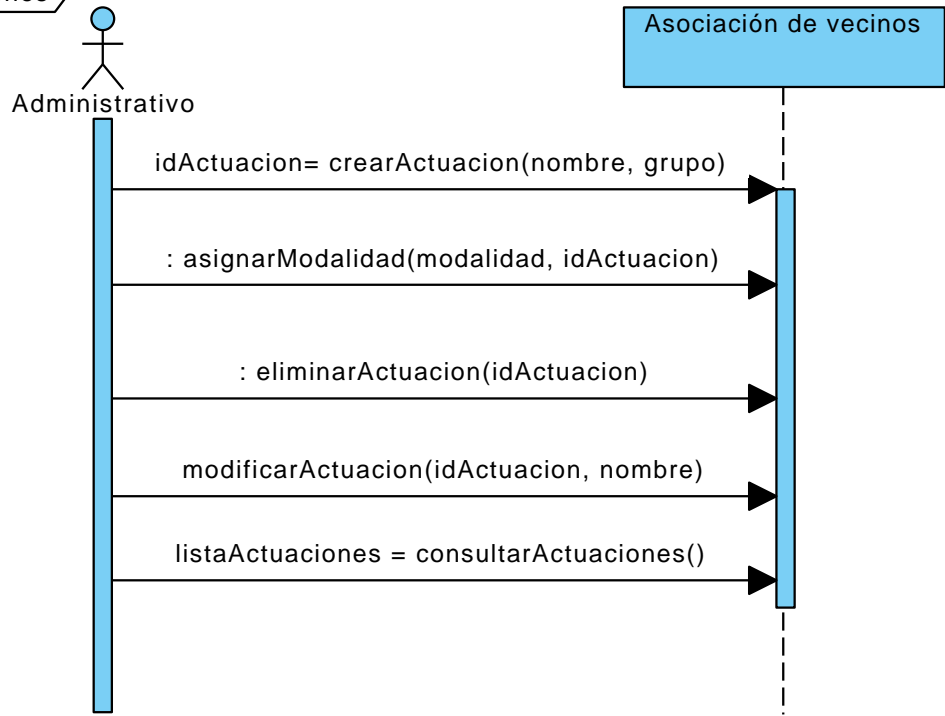 Asociación de vecinos
Administrativo
idActuacion= crearActuacion(nombre, grupo)
: asignarModalidad(modalidad, idActuacion)
: eliminarActuacion(idActuacion)
modificarActuacion(idActuacion, nombre)
listaActuaciones = consultarActuaciones()